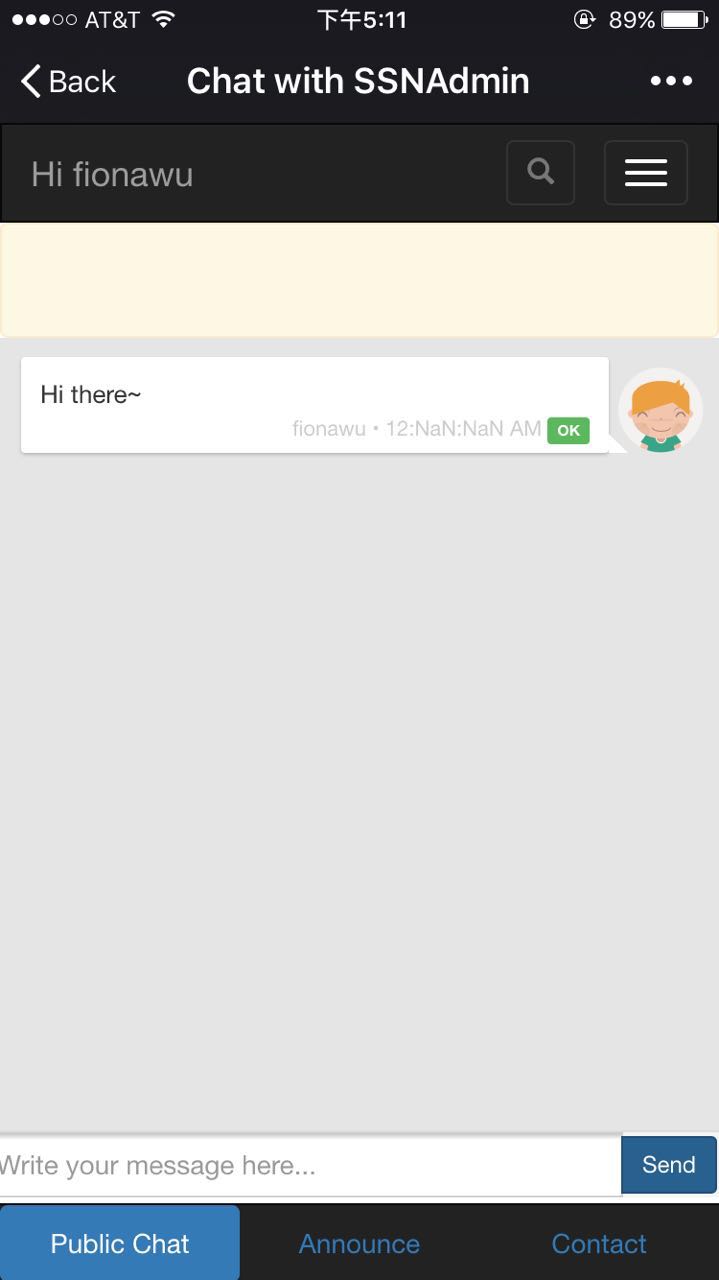 AT&T 下午5:11 89%
Back Chat with SSNAdmin
Hi fionawu
Hi there~
fionawu • 12:NaN:NaN AM OK
Write your message here... Send
Public Chat Announce Contact